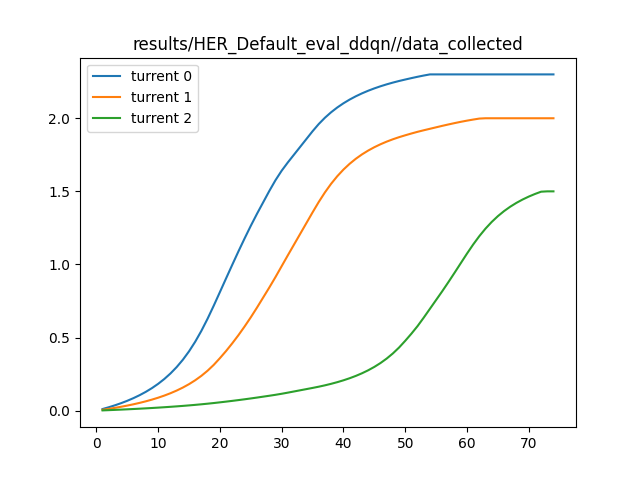 results/HER_Default_eval_ddqn//data_collected
turrent 0
turrent 1
turrent 2
2.0
1.5
1.0
0.5
0.0
0 10 20 30 40 50 60 70